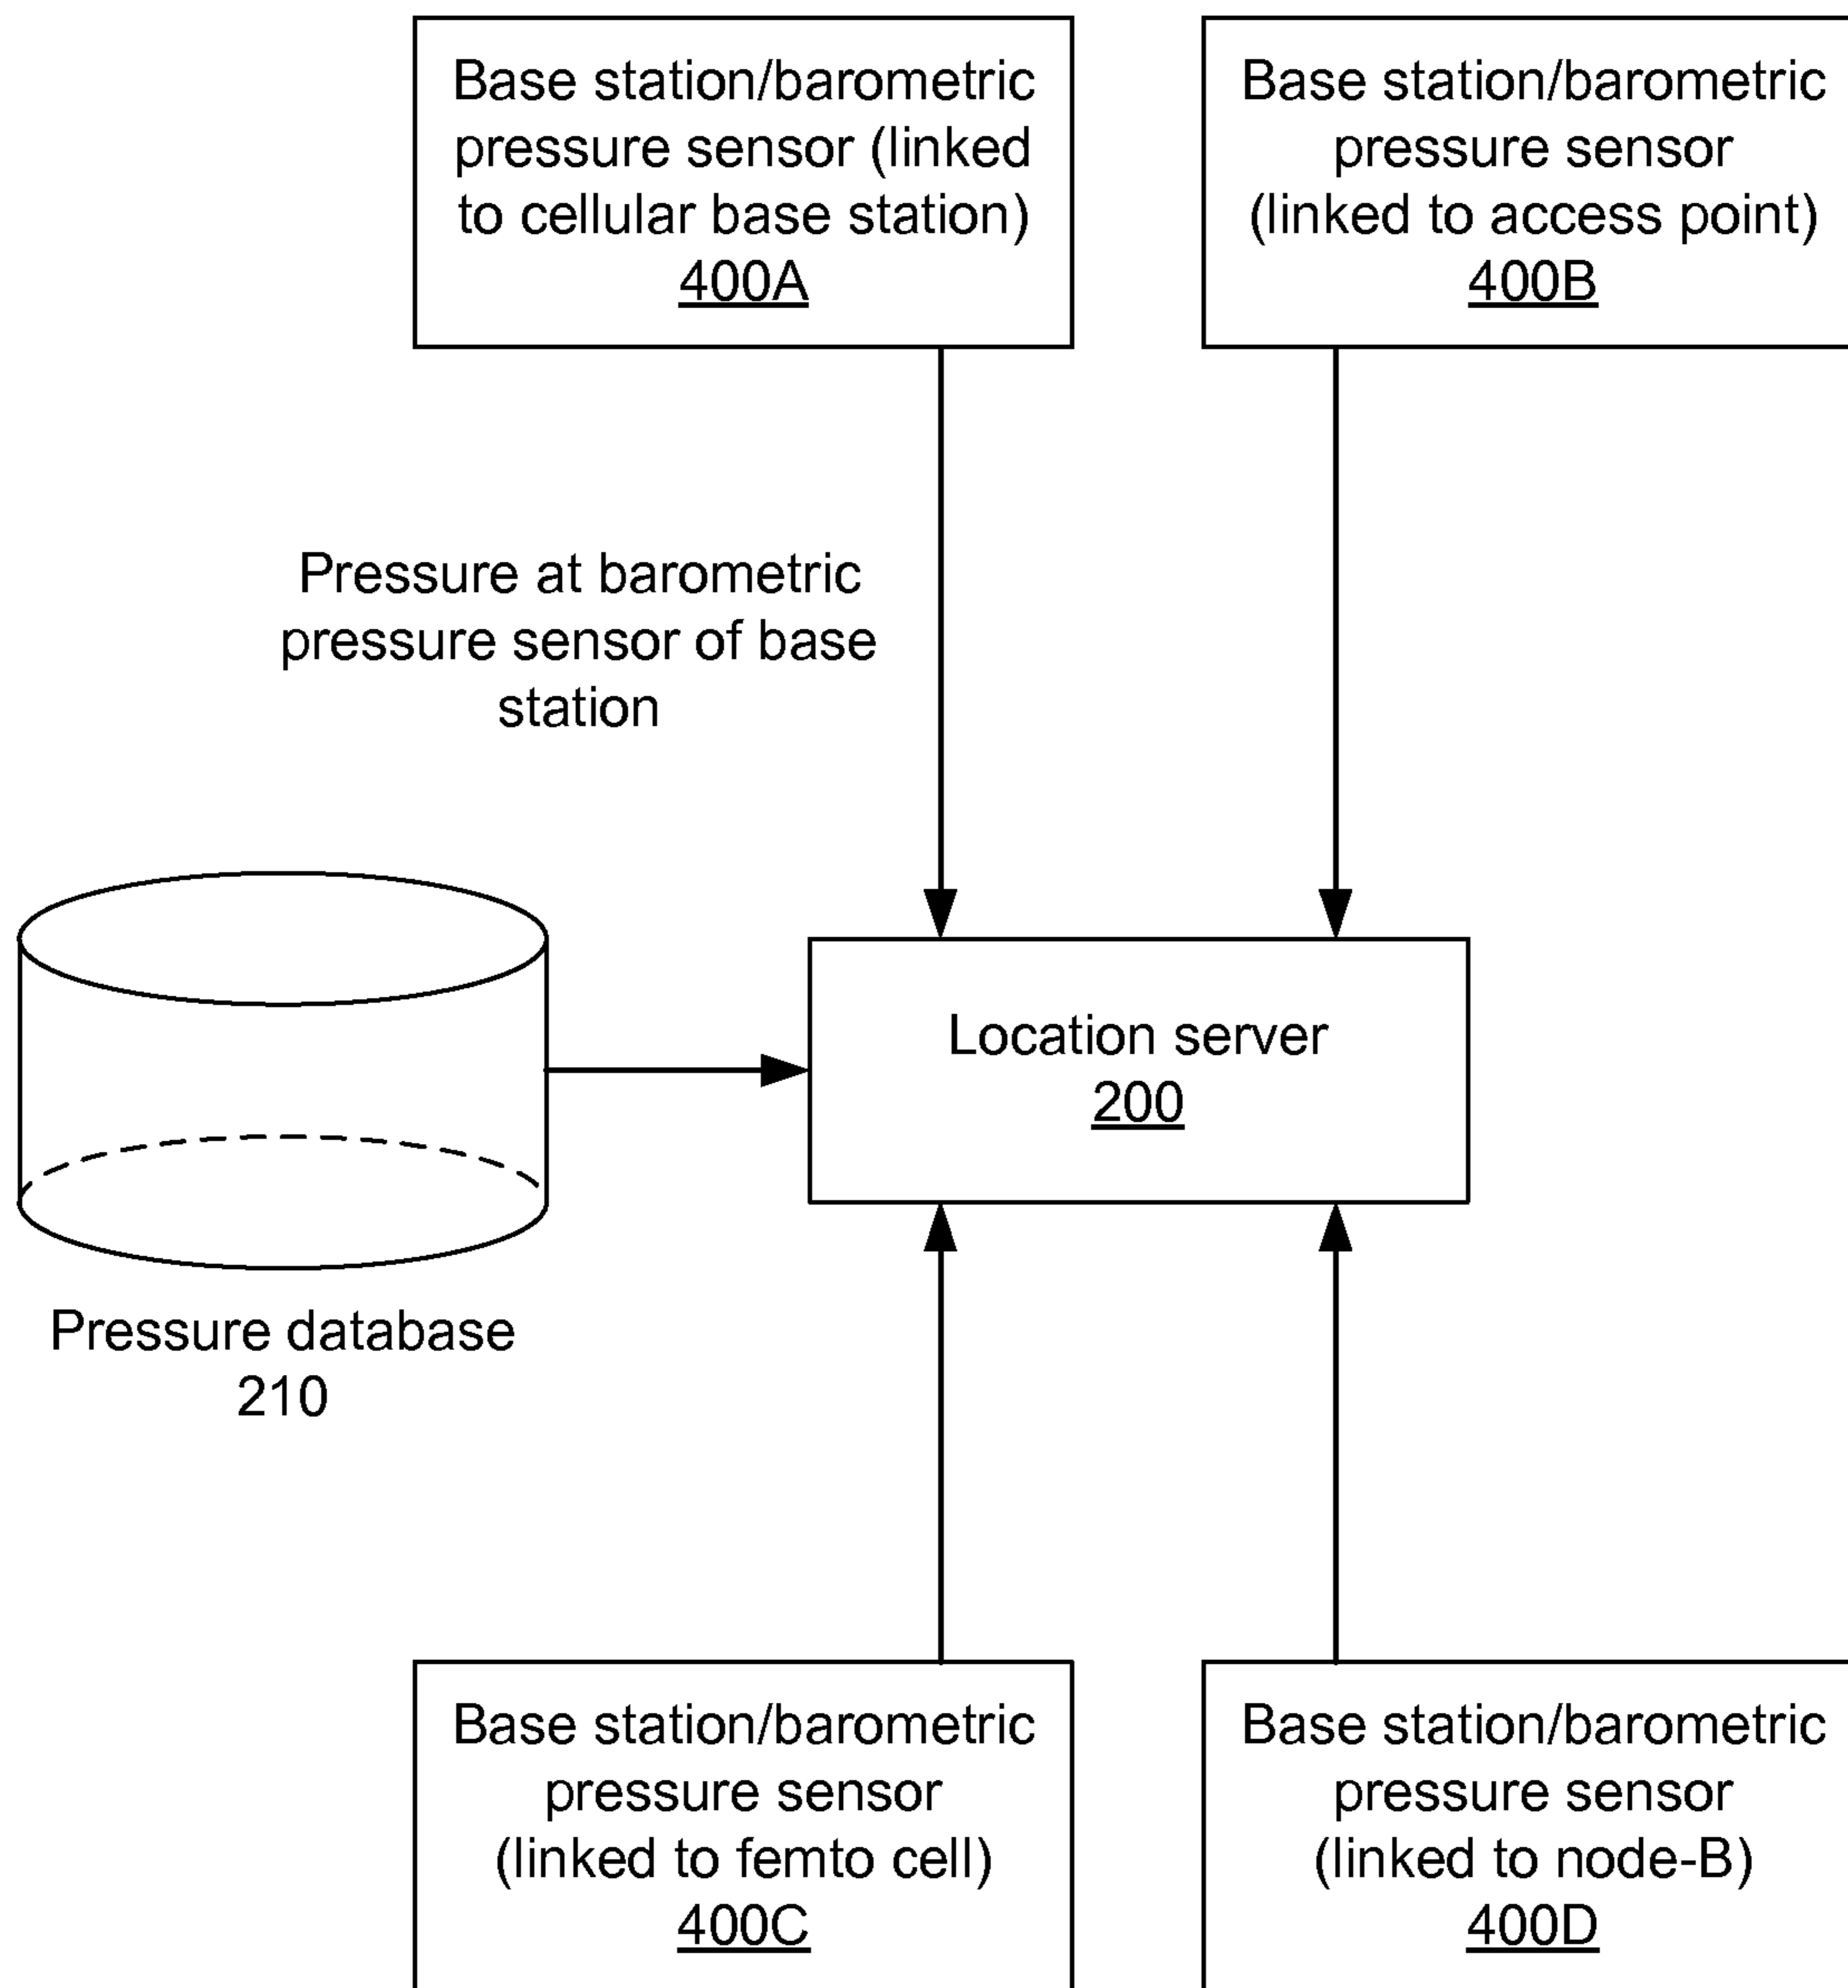 Base station/barometric
pressure sensor (linked
to cellular base station)
400A
Base station/barometric
pressure sensor
(linked to access point)
400B
Pressure at barometric
pressure sensor of base
station
Location server
200
Pressure database
210
Base station/barometric
pressure sensor
(linked to femto cell)
400C
Base station/barometric
pressure sensor
(linked to node-B)
400D